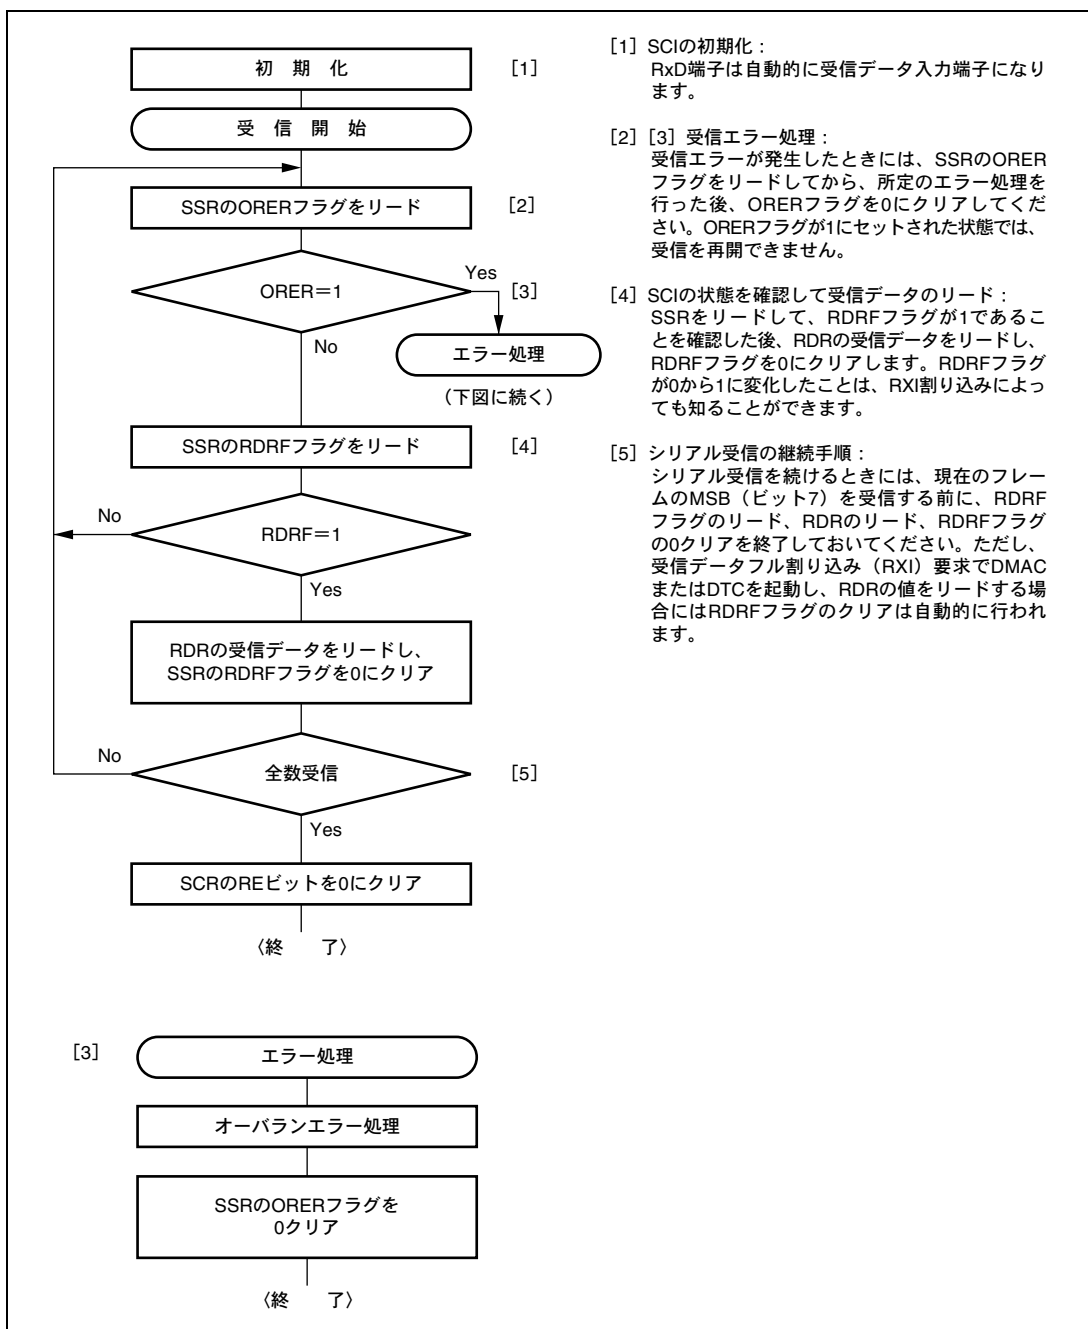 初 期 化 [1]
受 信 開 始
SSRのORERフラグをリード [2]
ORER＝1
Yes
[3]
No
エラー処理
（下図に続く）
SSRのRDRFフラグをリード [4]
No
RDRF＝1
Yes
RDRの受信データをリードし、
SSRのRDRFフラグを0にクリア
No
全数受信
[5]
Yes
SCRのREビットを0にクリア
〈終 了〉
[3]
エラー処理
オーバランエラー処理
SSRのORERフラグを
0クリア
〈終 了〉
[1] SCIの初期化：
RxD端子は自動的に受信データ入力端子になり
ます。
[2] [3] 受信エラー処理：
受信エラーが発生したときには、SSRのORER
フラグをリードしてから、所定のエラー処理を
行った後、ORERフラグを0にクリアしてくだ
さい。ORERフラグが1にセットされた状態では、
受信を再開できません。
[4] SCIの状態を確認して受信データのリード：
SSRをリードして、RDRFフラグが1であるこ
とを確認した後、RDRの受信データをリードし、
RDRFフラグを0にクリアします。RDRFフラグ
が0から1に変化したことは、RXI割り込みによっ
ても知ることができます。
[5] シリアル受信の継続手順：
シリアル受信を続けるときには、現在のフレー
ムのMSB（ビット7）を受信する前に、RDRF
フラグのリード、RDRのリード、RDRFフラグ
の0クリアを終了しておいてください。ただし、
受信データフル割り込み（RXI）要求でDMAC
またはDTCを起動し、RDRの値をリードする場
合にはRDRFフラグのクリアは自動的に行われ
ます。